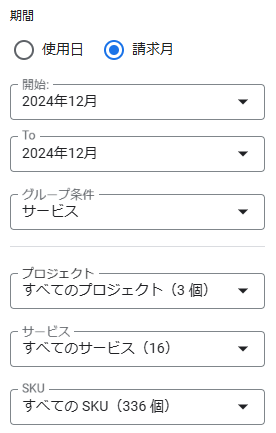 期間
使用日 請求月
開始:
2024年12月
To
2024年12月
グループ条件
サービス
プロジェクト
すべてのプロジェクト（3 個）
サービス
すべてのサービス（16）
SKU
すべての SKU（336 個）